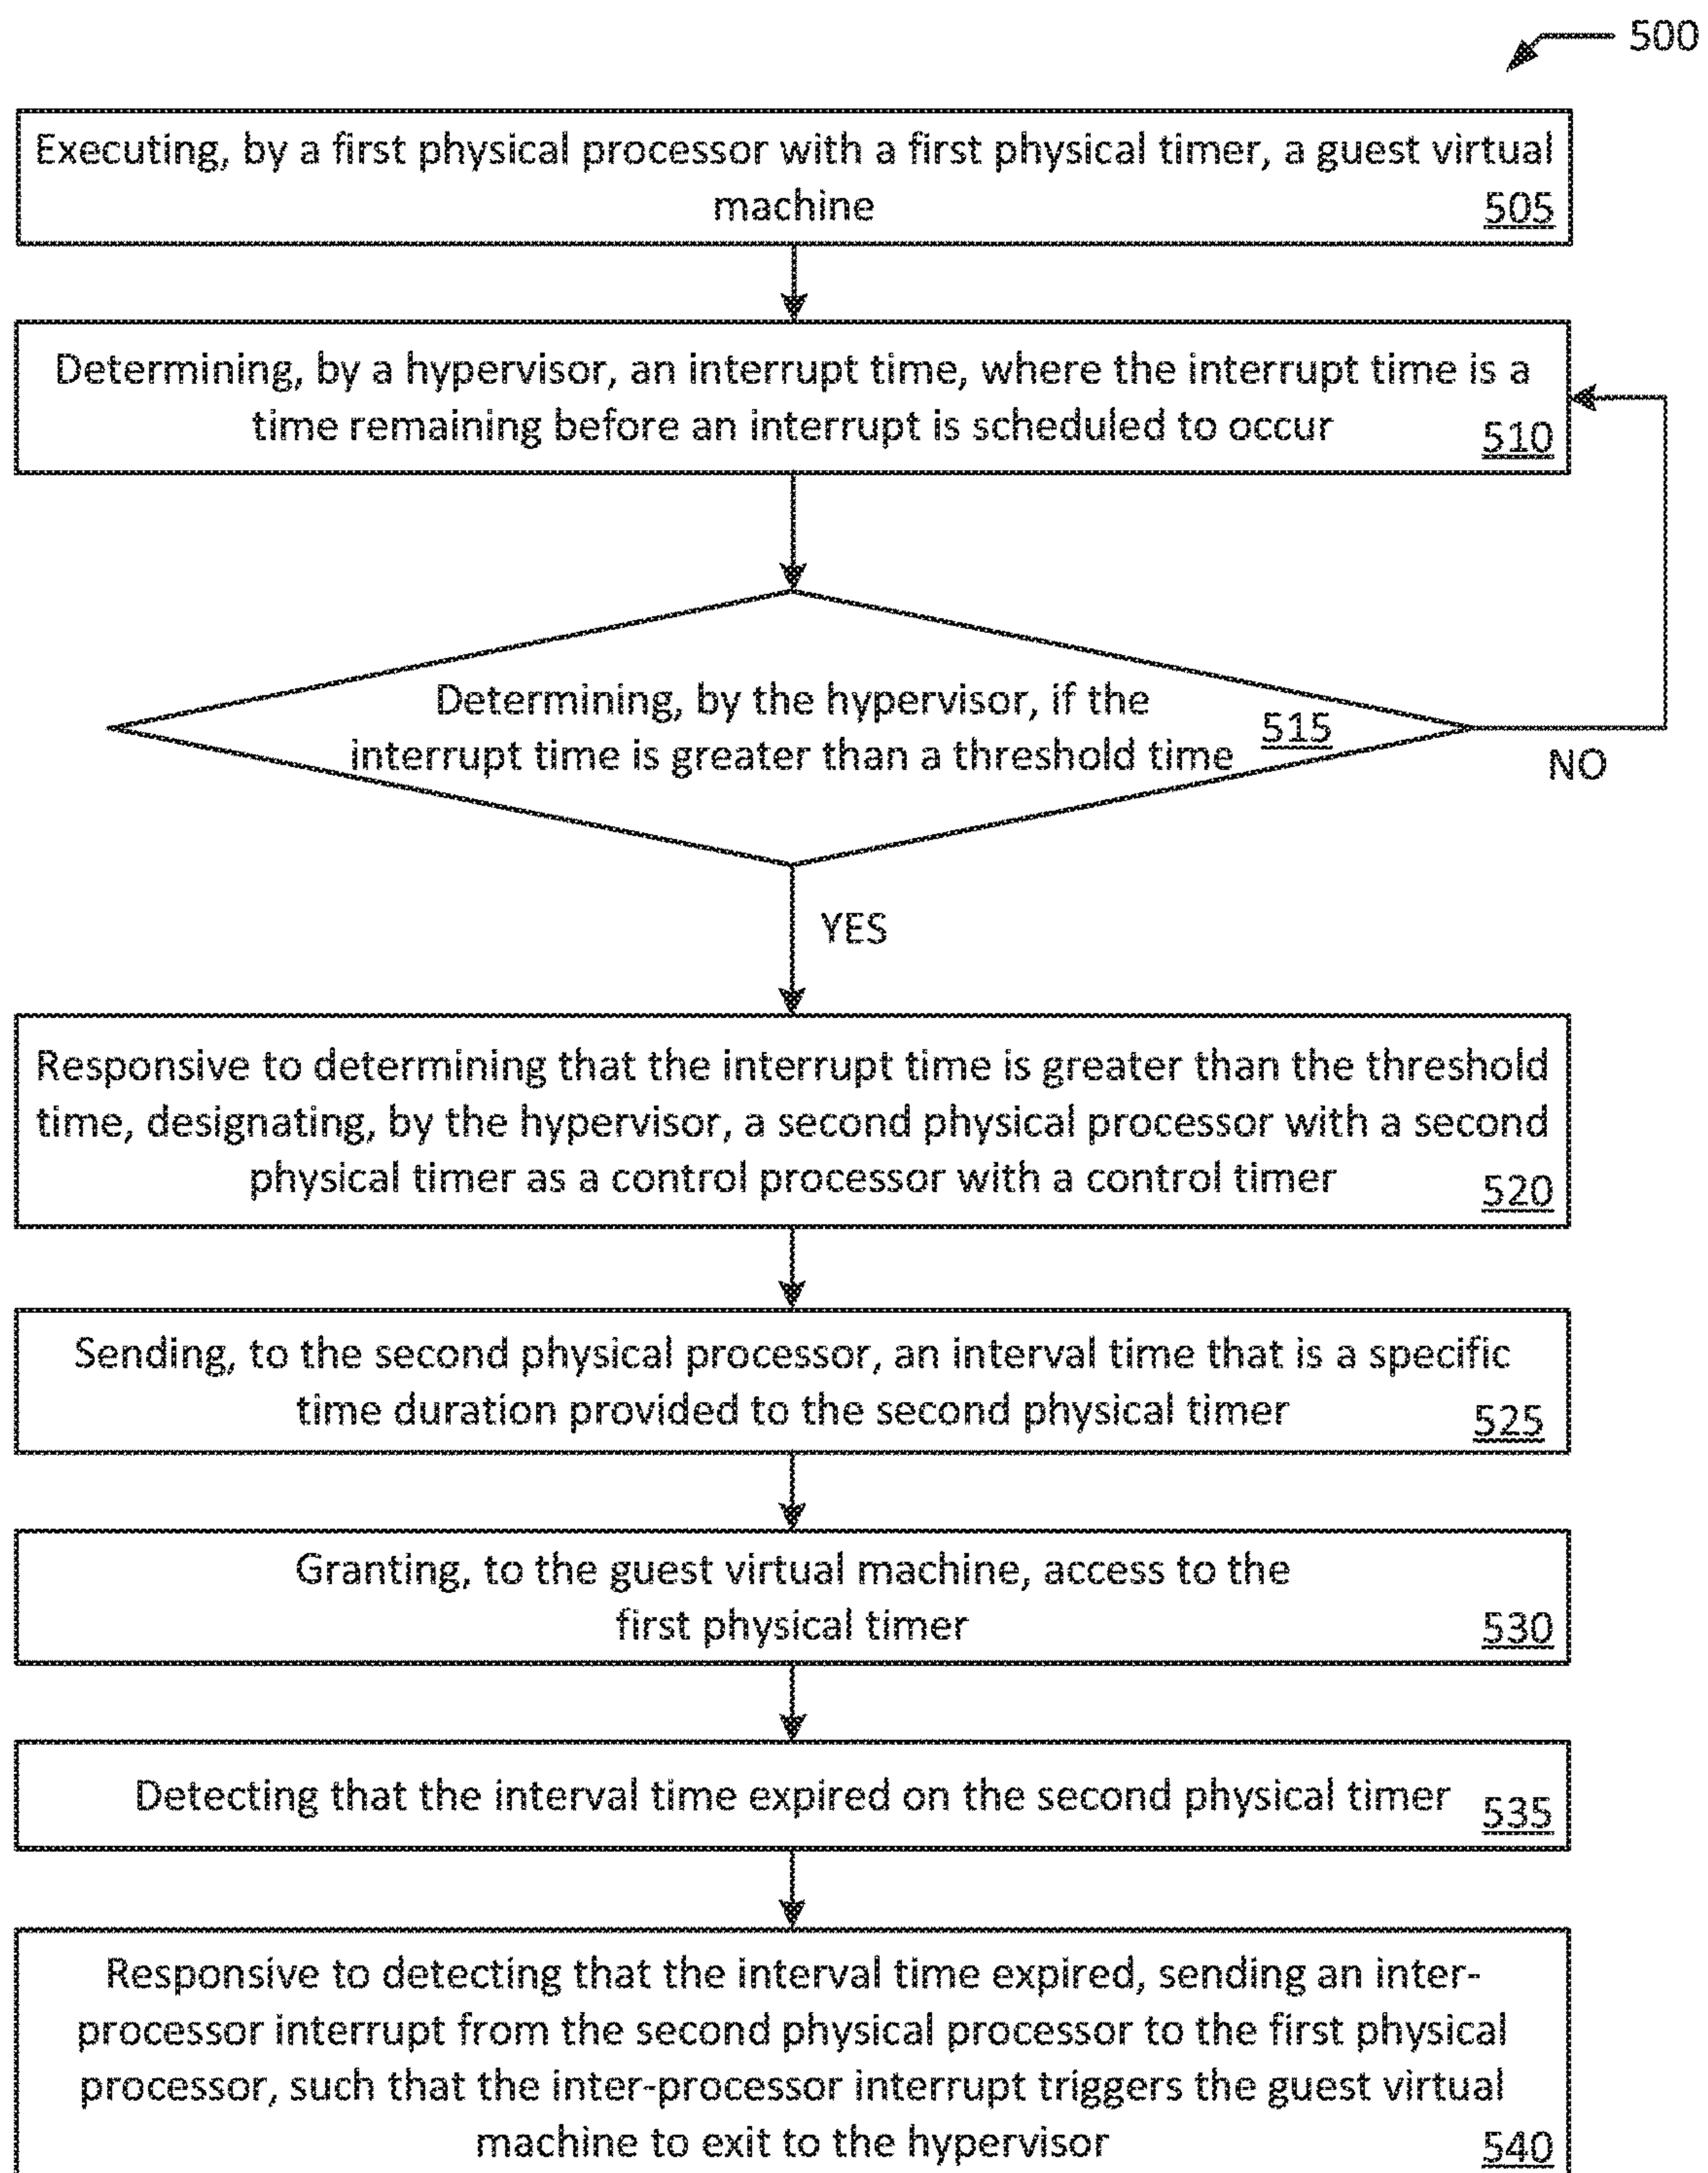 500
Executing, by a first physical processor with a first physical timer, a guest virtual
machine
505
Determining, by a hypervisor, an interrupt time, where the interrupt time is a
time remaining before an interrupt is scheduled to occur
510
Determining, by the hypervisor, if the
interrupt time is greater than a threshold time
515
NO
YES
Responsive to determining that the interrupt time is greater than the threshold
time, designating, by the hypervisor, a second physical processor with a second
physical timer as a control processor with a control timer
520
Sending, to the second physical processor, an interval time that is a specific
time duration provided to the second physical timer
525
Granting, to the guest virtual machine, access to the
first physical timer
530
Detecting that the interval time expired on the second physical timer
535
Responsive to detecting that the interval time expired, sending an inter-
processor interrupt from the second physical processor to the first physical
processor, such that the inter-processor interrupt triggers the guest virtual
machine to exit to the hypervisor
540